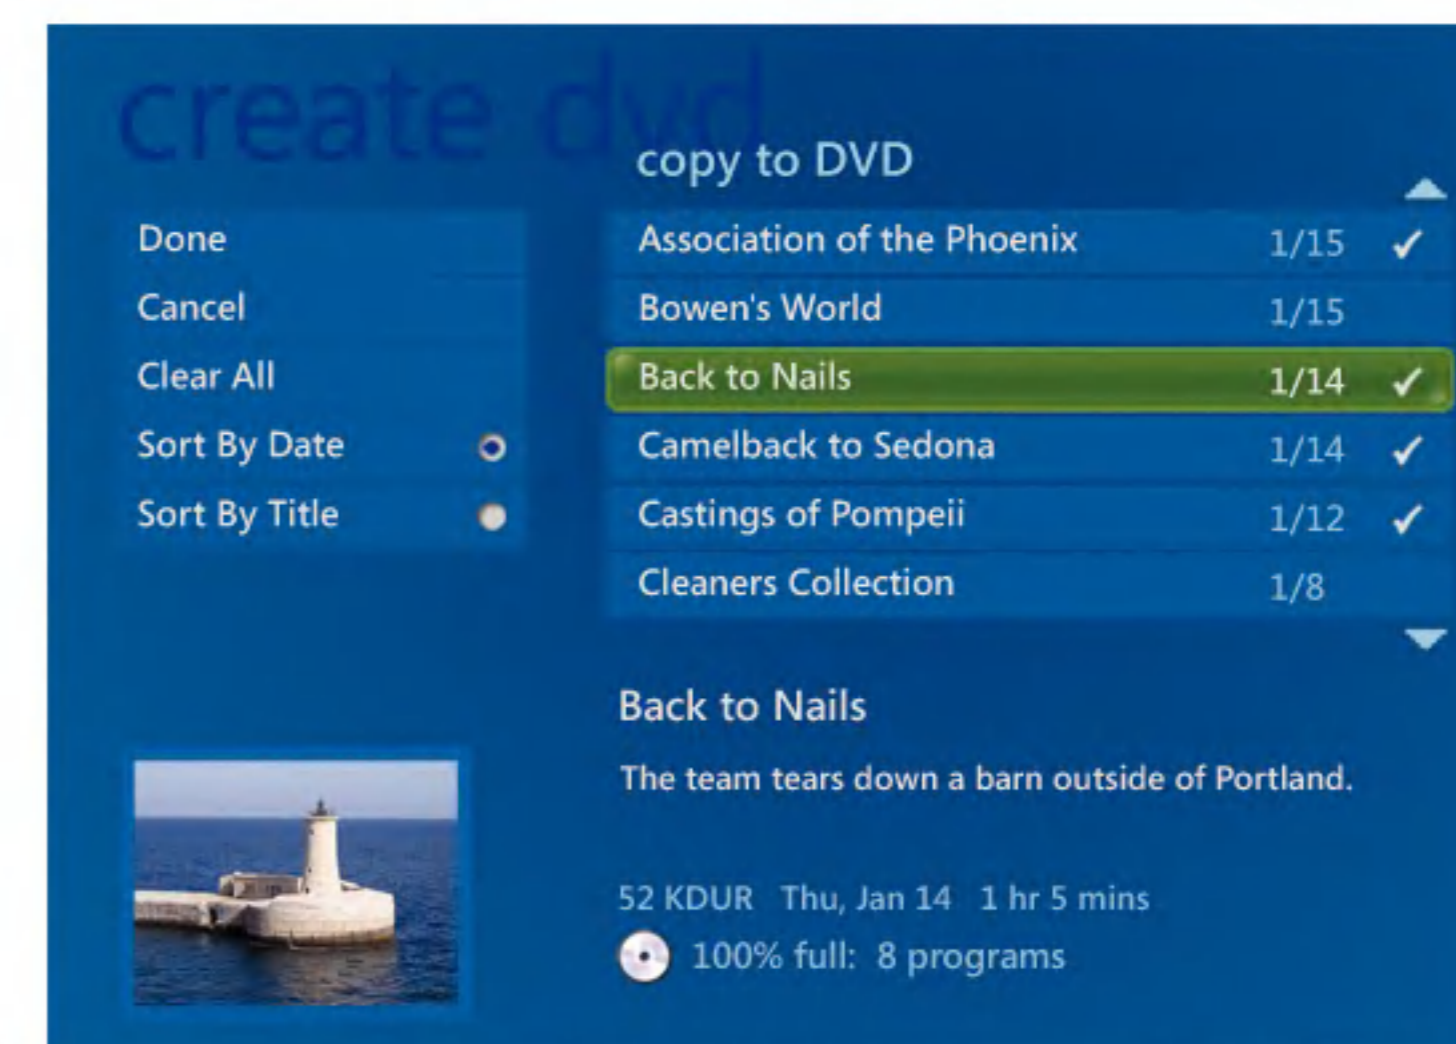 create dvd
copy to DVD
Done
Cancel
Clear All
Sort By Date
Sort By Title
Association of the Phoenix 1/15
Bowen's World 1/15
Back to Nails 1/14
Camelback to Sedona 1/14
Castings of Pompeii 1/12
Cleaners Collection 1/8
Back to Nails
The team tears down a barn outside of Portland.
52 KDUR Thu, Jan 14 1 hr 5 mins
100% full: 8 programs